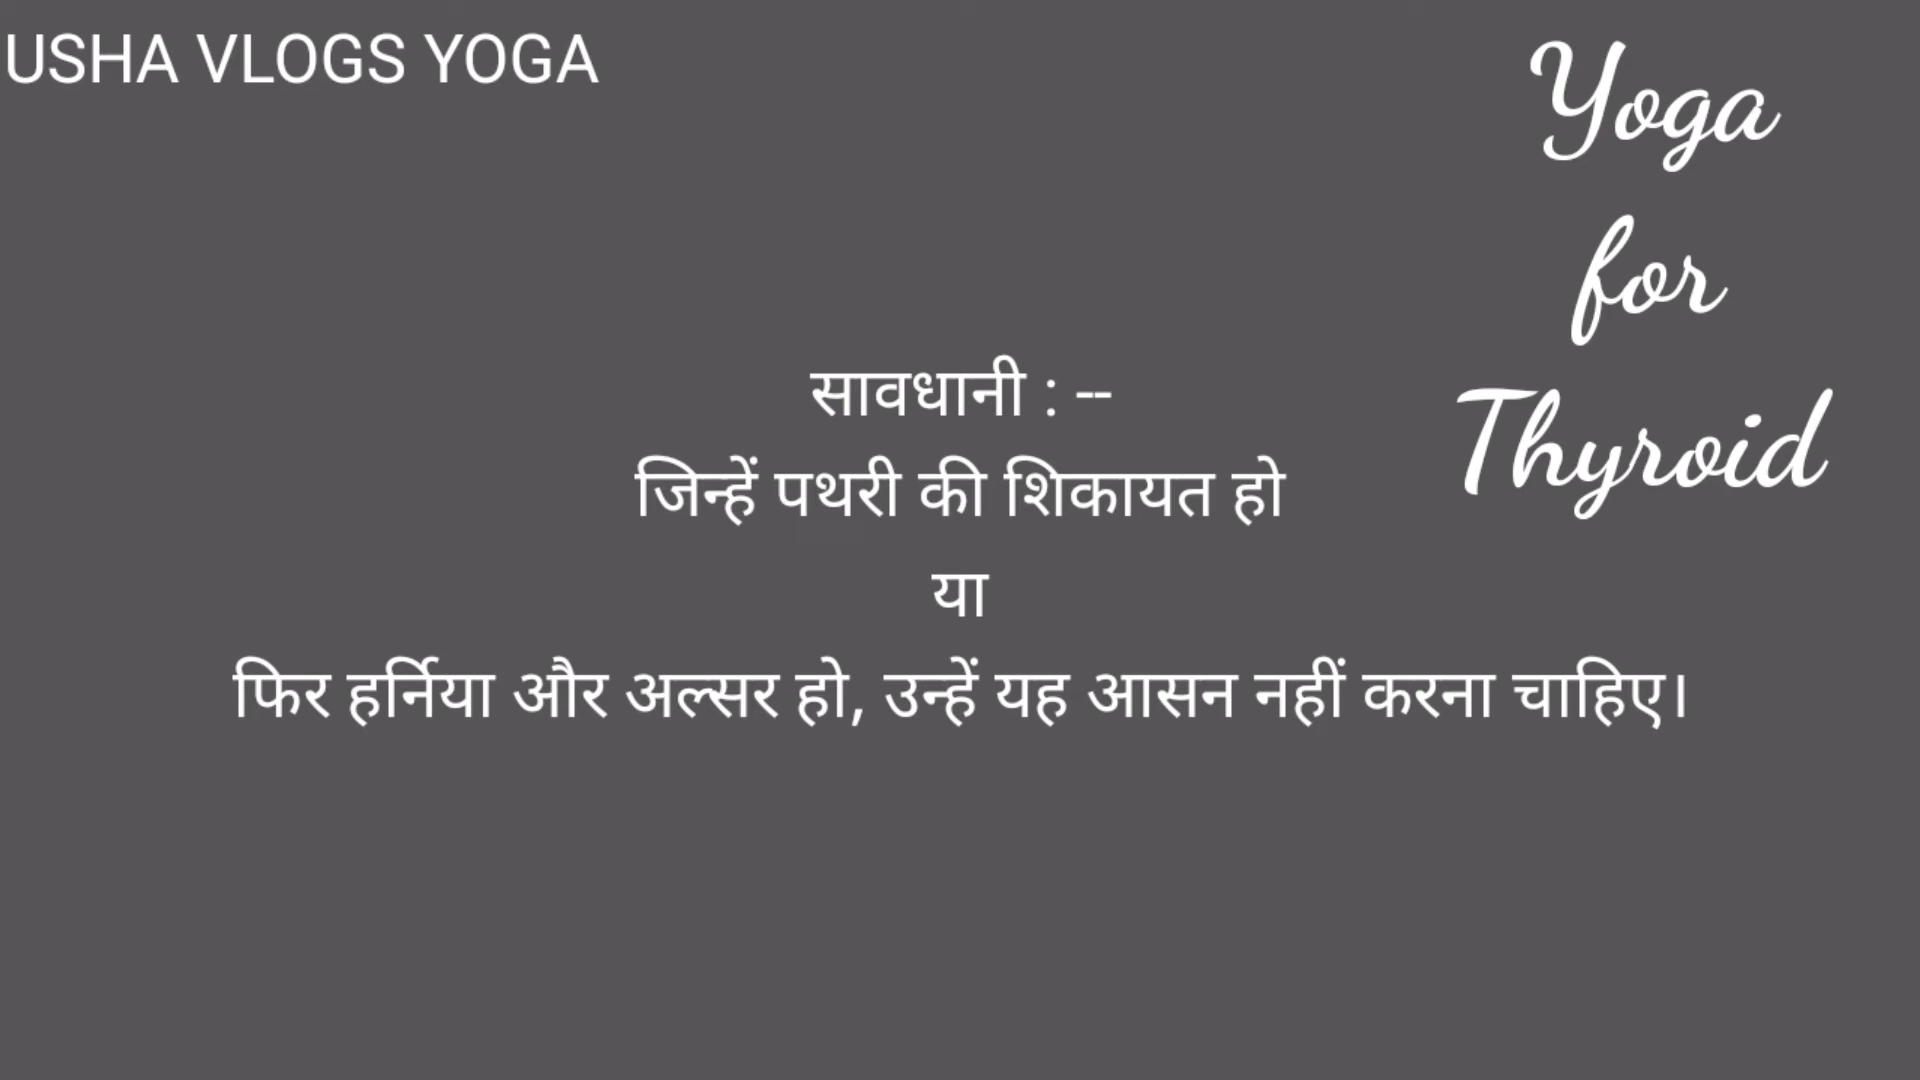 USHA VLOGS YOGA
Yoga
for
Thyroid
सावधानी : --
जिन्हें पथरी की शिकायत हो
या
फिर हर्निया और अल्सर हो, उन्हें यह आसन नहीं करना चाहिए।